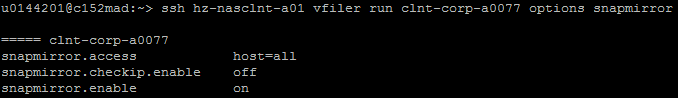 u0144201@c152mad:~> ssh hz-nasclnt-a01 vfiler run clnt-corp-a0077 options snapmirror
===== clnt-corp-a0077
snapmirror.access host=all
snapmirror.checkip.enable off
snapmirror.enable on